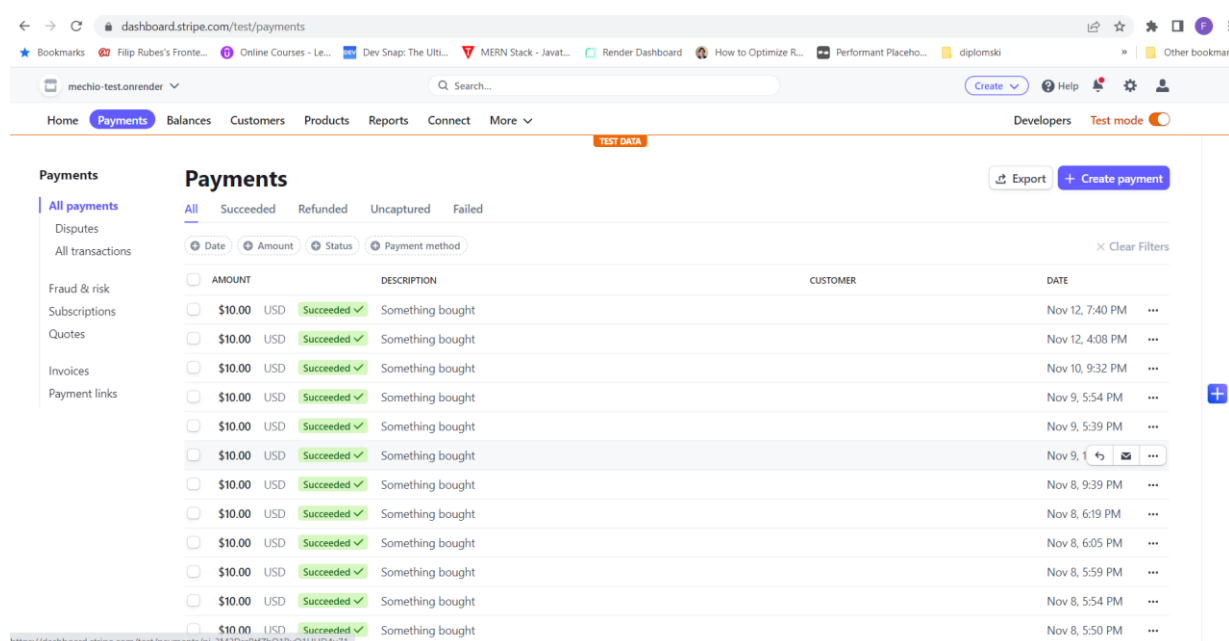 dashboard.stripe.com/test/payments
F
Bookmarks Filip Rubes's Fronte... Online Courses - Le... DEV Dev Snap: The Ulti... MERN Stack - Javat... Render Dashboard How to Optimize R... Performant Placeho... diplomski » Other bookmar
mechio-test.onrender Search... Create Help
Home Payments Balances Customers Products Reports Connect More Developers Test mode
TEST DATA
Payments
Payments Export + Create payment
All payments
Disputes
All transactions
Fraud & risk
Subscriptions
Quotes
Invoices
Payment links
All Succeeded Refunded Uncaptured Failed
Date Amount Status Payment method Clear Filters
AMOUNT DESCRIPTION CUSTOMER DATE
$10.00 USD Succeeded Something bought Nov 12, 7:40 PM
$10.00 USD Succeeded Something bought Nov 12, 4:08 PM
$10.00 USD Succeeded Something bought Nov 10, 9:32 PM
$10.00 USD Succeeded Something bought Nov 9, 5:54 PM
$10.00 USD Succeeded Something bought Nov 9, 5:39 PM
$10.00 USD Succeeded Something bought Nov 9, 1
$10.00 USD Succeeded Something bought Nov 8, 9:39 PM
$10.00 USD Succeeded Something bought Nov 8, 6:19 PM
$10.00 USD Succeeded Something bought Nov 8, 6:05 PM
$10.00 USD Succeeded Something bought Nov 8, 5:59 PM
$10.00 USD Succeeded Something bought Nov 8, 5:54 PM
$10.00 USD Succeeded Something bought Nov 8, 5:50 PM